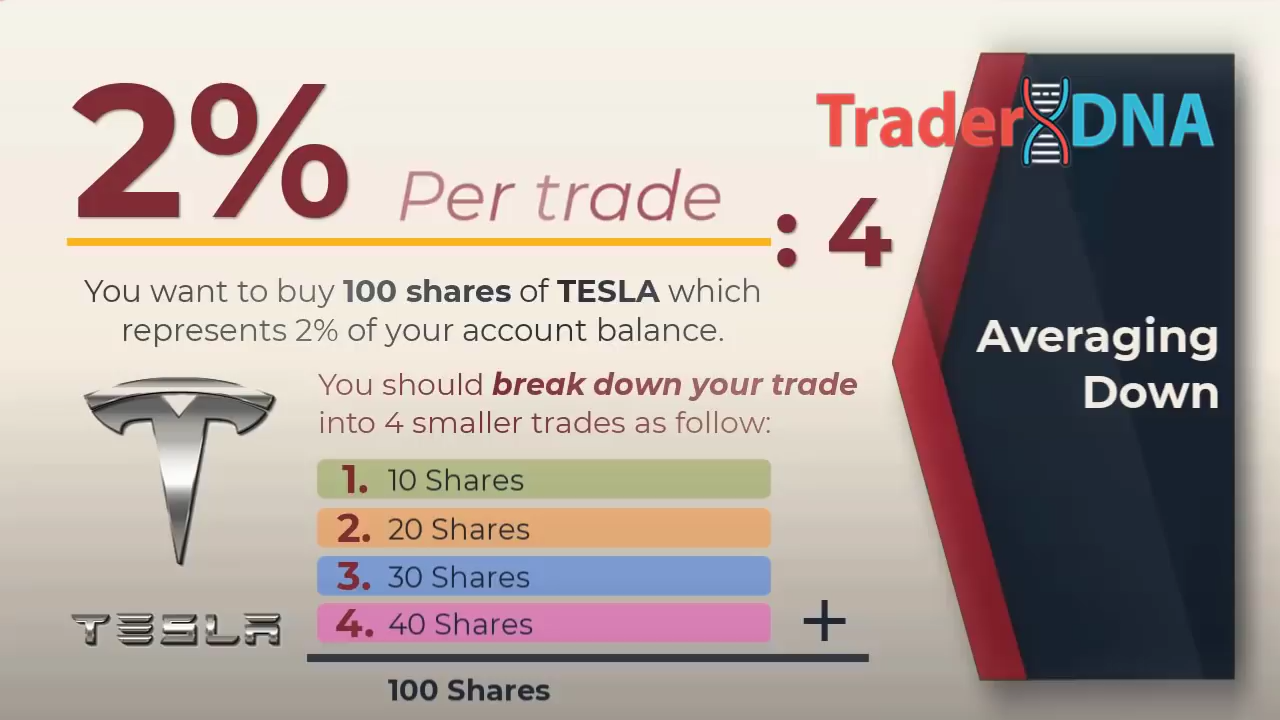 TraderDNA
2% Per trade : 4
You want to buy 100 shares of TESLA which
represents 2% of your account balance.
You should break down your trade
into 4 smaller trades as follow:
1. 10 Shares
2. 20 Shares
3. 30 Shares
4. 40 Shares
+
100 Shares
TESLA
Averaging
Down